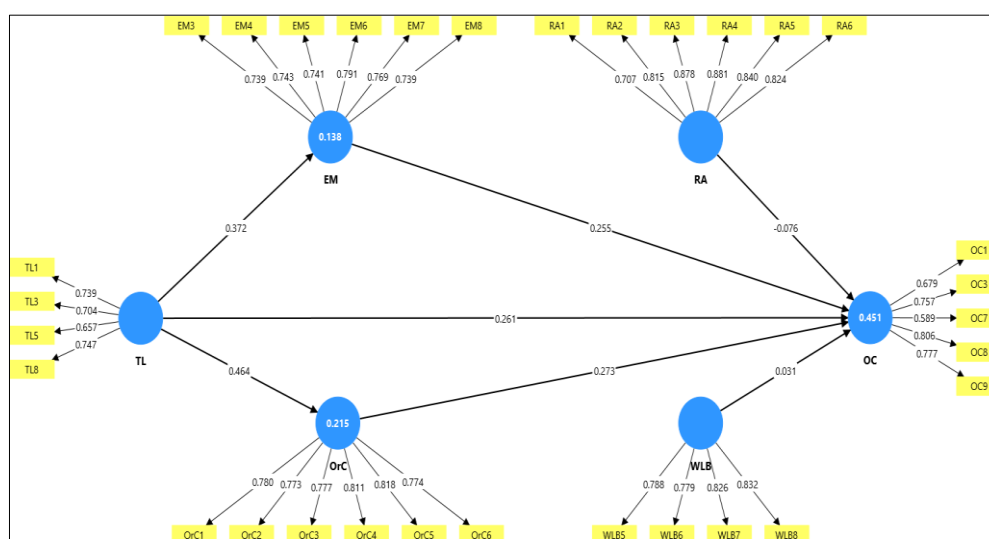 EM3 EM4 EM5 EM6 EM7 EM8 RA1 RA2 RA3 RA4 RA5 RA6
0.739 0.743 0.741 0.791 0.769 0.739 0.707 0.815 0.878 0.881 0.840 0.824
0.138
EM RA
0.372 0.255 -0.076
TL1
TL3
TL5
TL8
0.739
0.704
0.657
0.747
TL
0.261
0.451
OC
0.679
0.757
0.589
0.806
0.777
OC1
OC3
OC7
OC8
OC9
0.464 0.273 0.031
0.215
OrC WLB
0.780 0.773 0.777 0.811 0.818 0.774 0.788 0.779 0.826 0.832
OrC1 OrC2 OrC3 OrC4 OrC5 OrC6 WLB5 WLB6 WLB7 WLB8